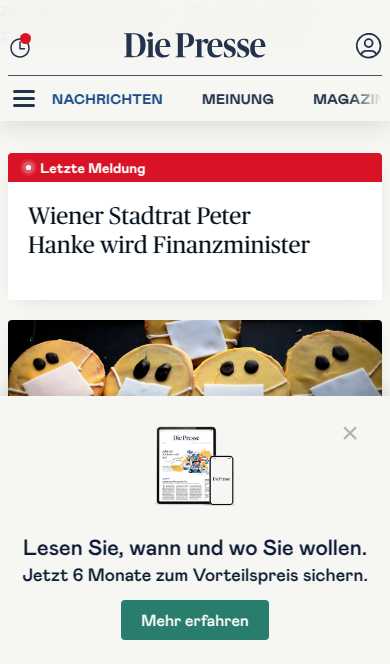 Die Presse
NACHRICHTEN MEINUNG MAGAZIN
Letzte Meldung
Wiener Stadtrat Peter
Hanke wird Finanzminister
Die Presse
Die Presse
Lesen Sie, wann und wo Sie wollen.
Jetzt 6 Monate zum Vorteilspreis sichern.
Mehr erfahren